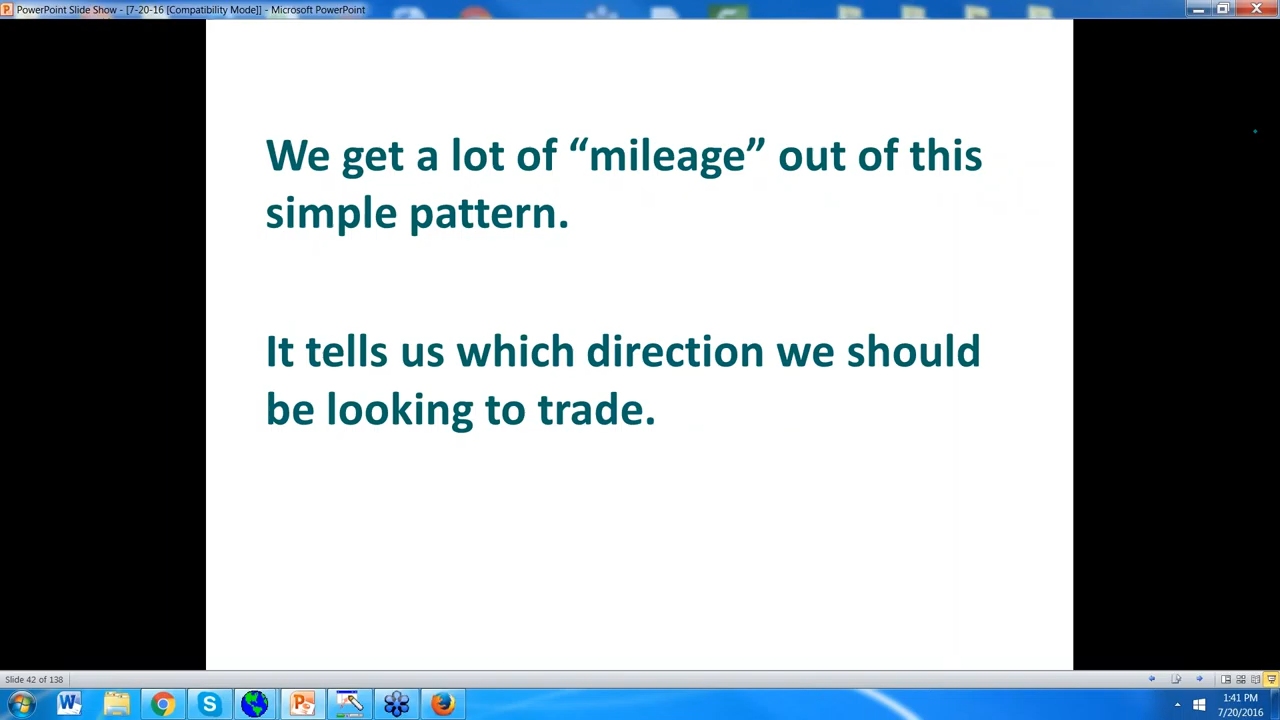 PowerPoint Slide Show - [7-20-16 [Compatibility Mode]] - Microsoft PowerPoint
We get a lot of “mileage” out of this
simple pattern.
It tells us which direction we should
be looking to trade.
Slide 42 of 138
1:41 PM
7/20/2016